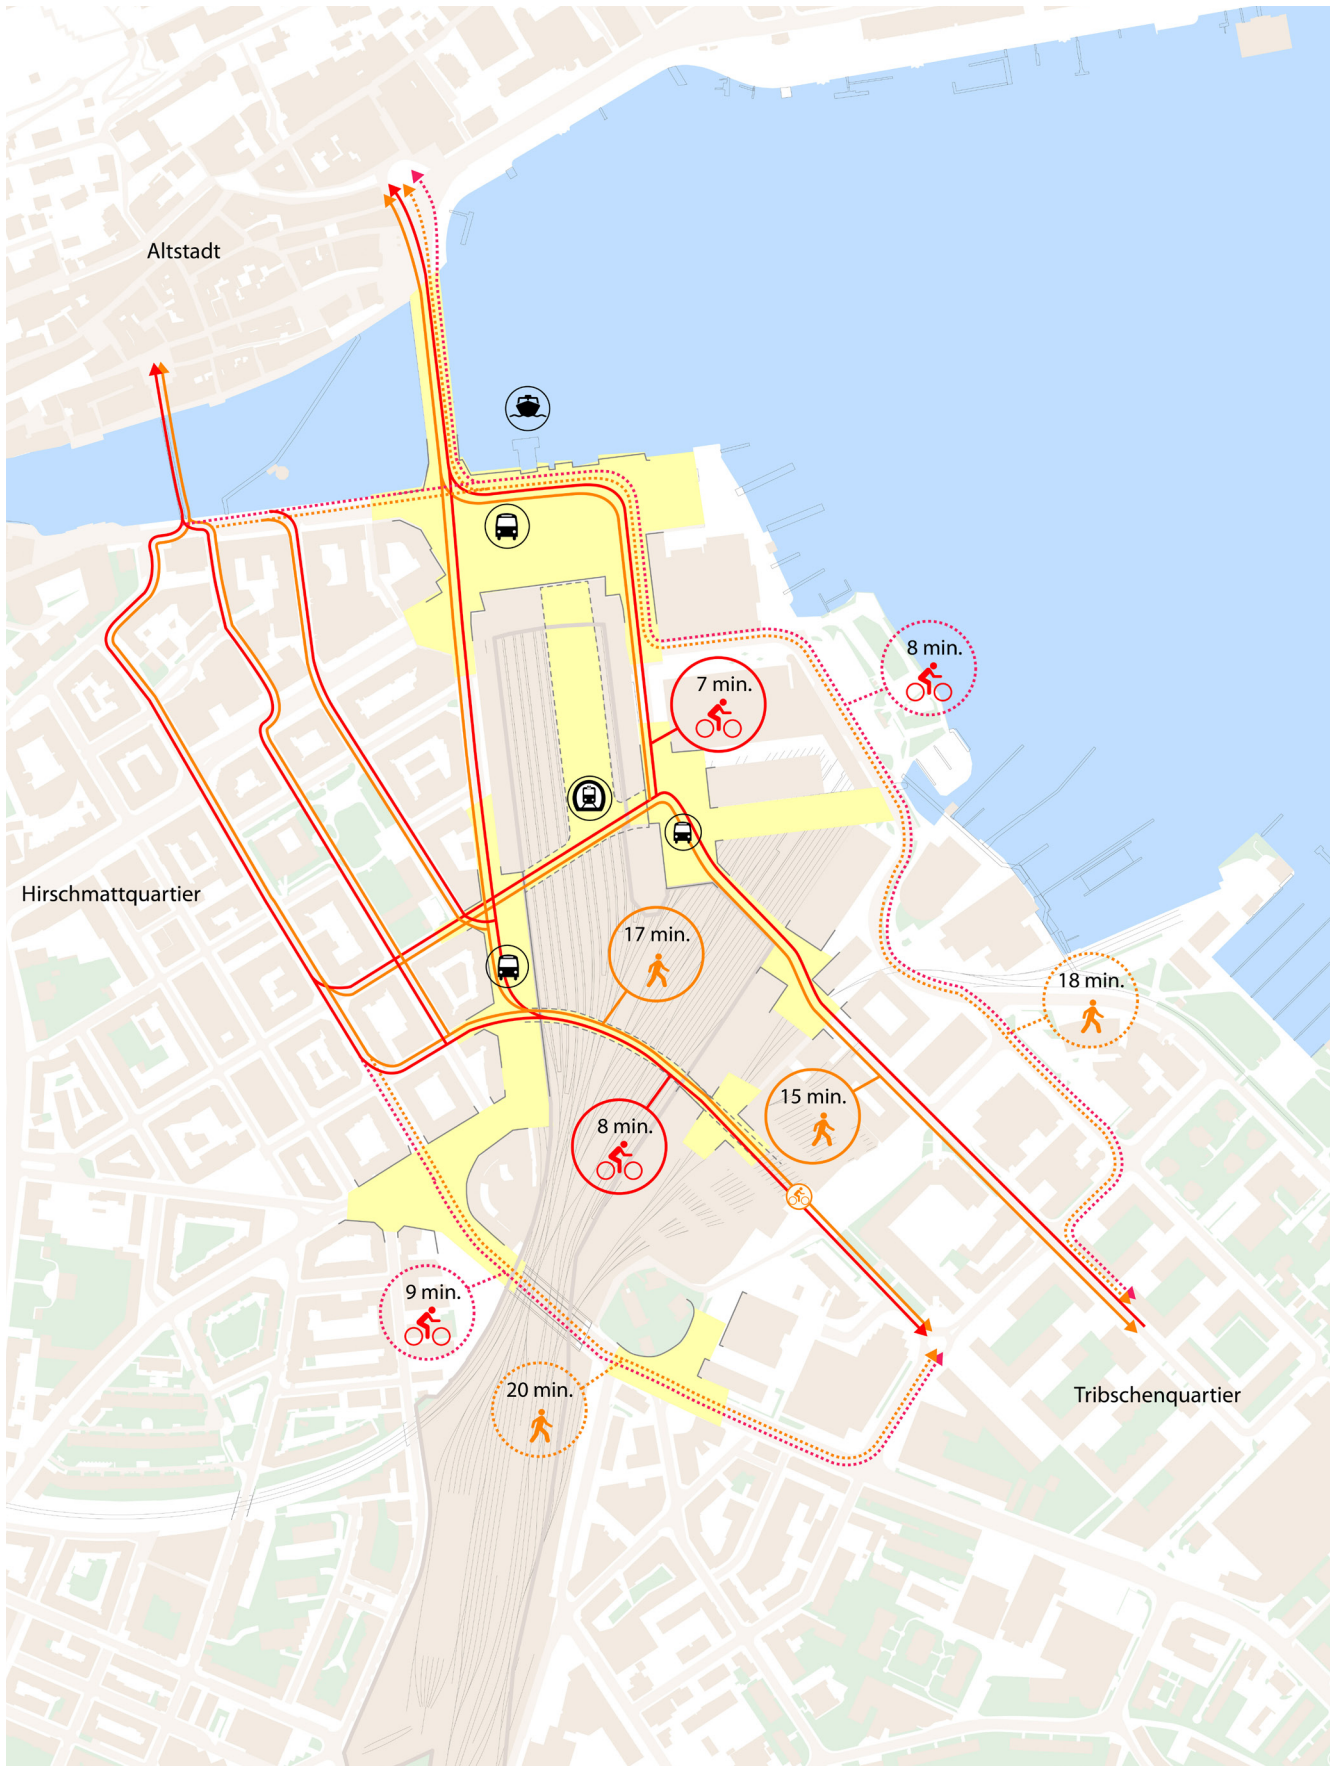 Altstadt
8 min.
7 min.
Hirschmattquartier
17 min.
18 min.
15 min.
8 min.
9 min.
20 min.
Tribschenquartier